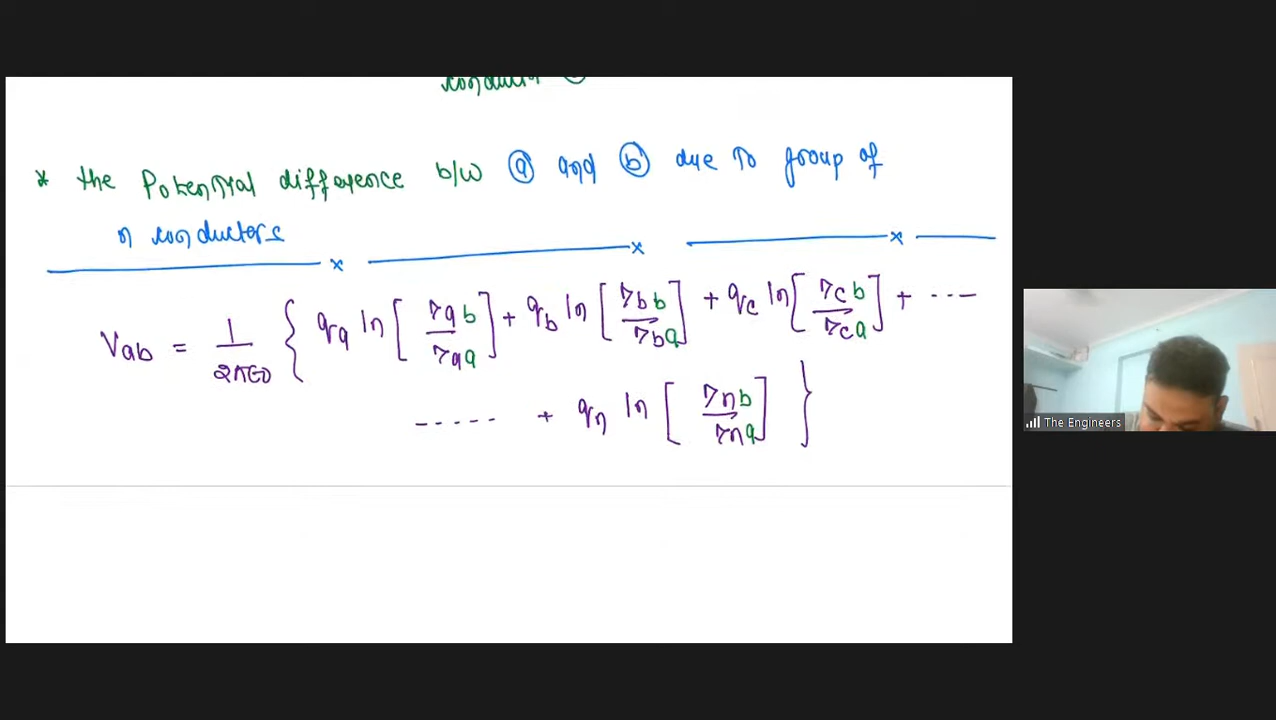 conductor
* the Potential difference b/w ⓐ and ⓑ due to group of
n conductors
Vab = 1/2πε0 { qa ln [rab/raa] + qb ln [rbb/rba] + qc ln [rcb/rca] + ----
----- + qn ln [rnb/rna] }
The Engineers